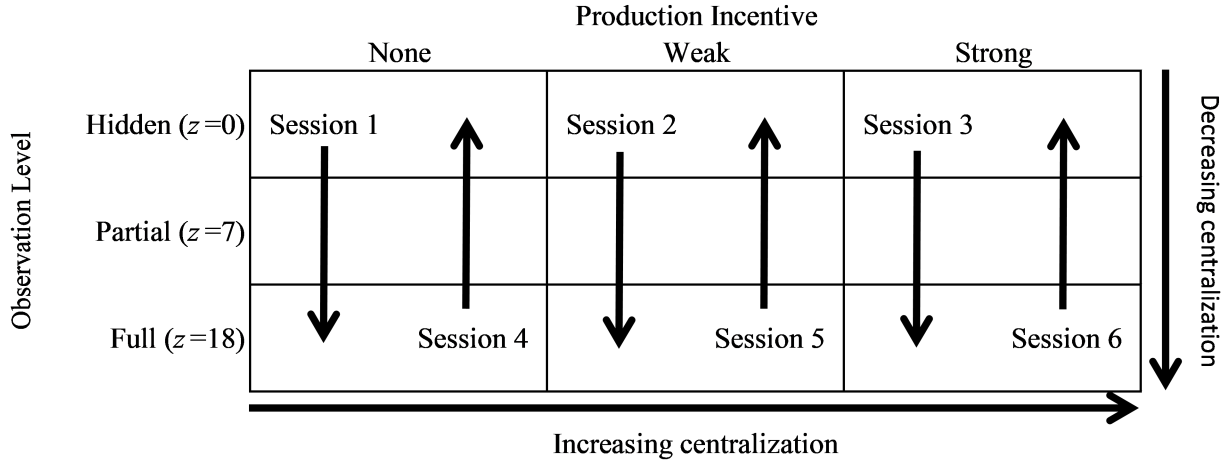 Production Incentive
None Weak Strong
Observation Level
Hidden (z=0) Session 1 Session 2 Session 3
Partial (z=7)
Full (z=18) Session 4 Session 5 Session 6
Decreasing centralization
Increasing centralization